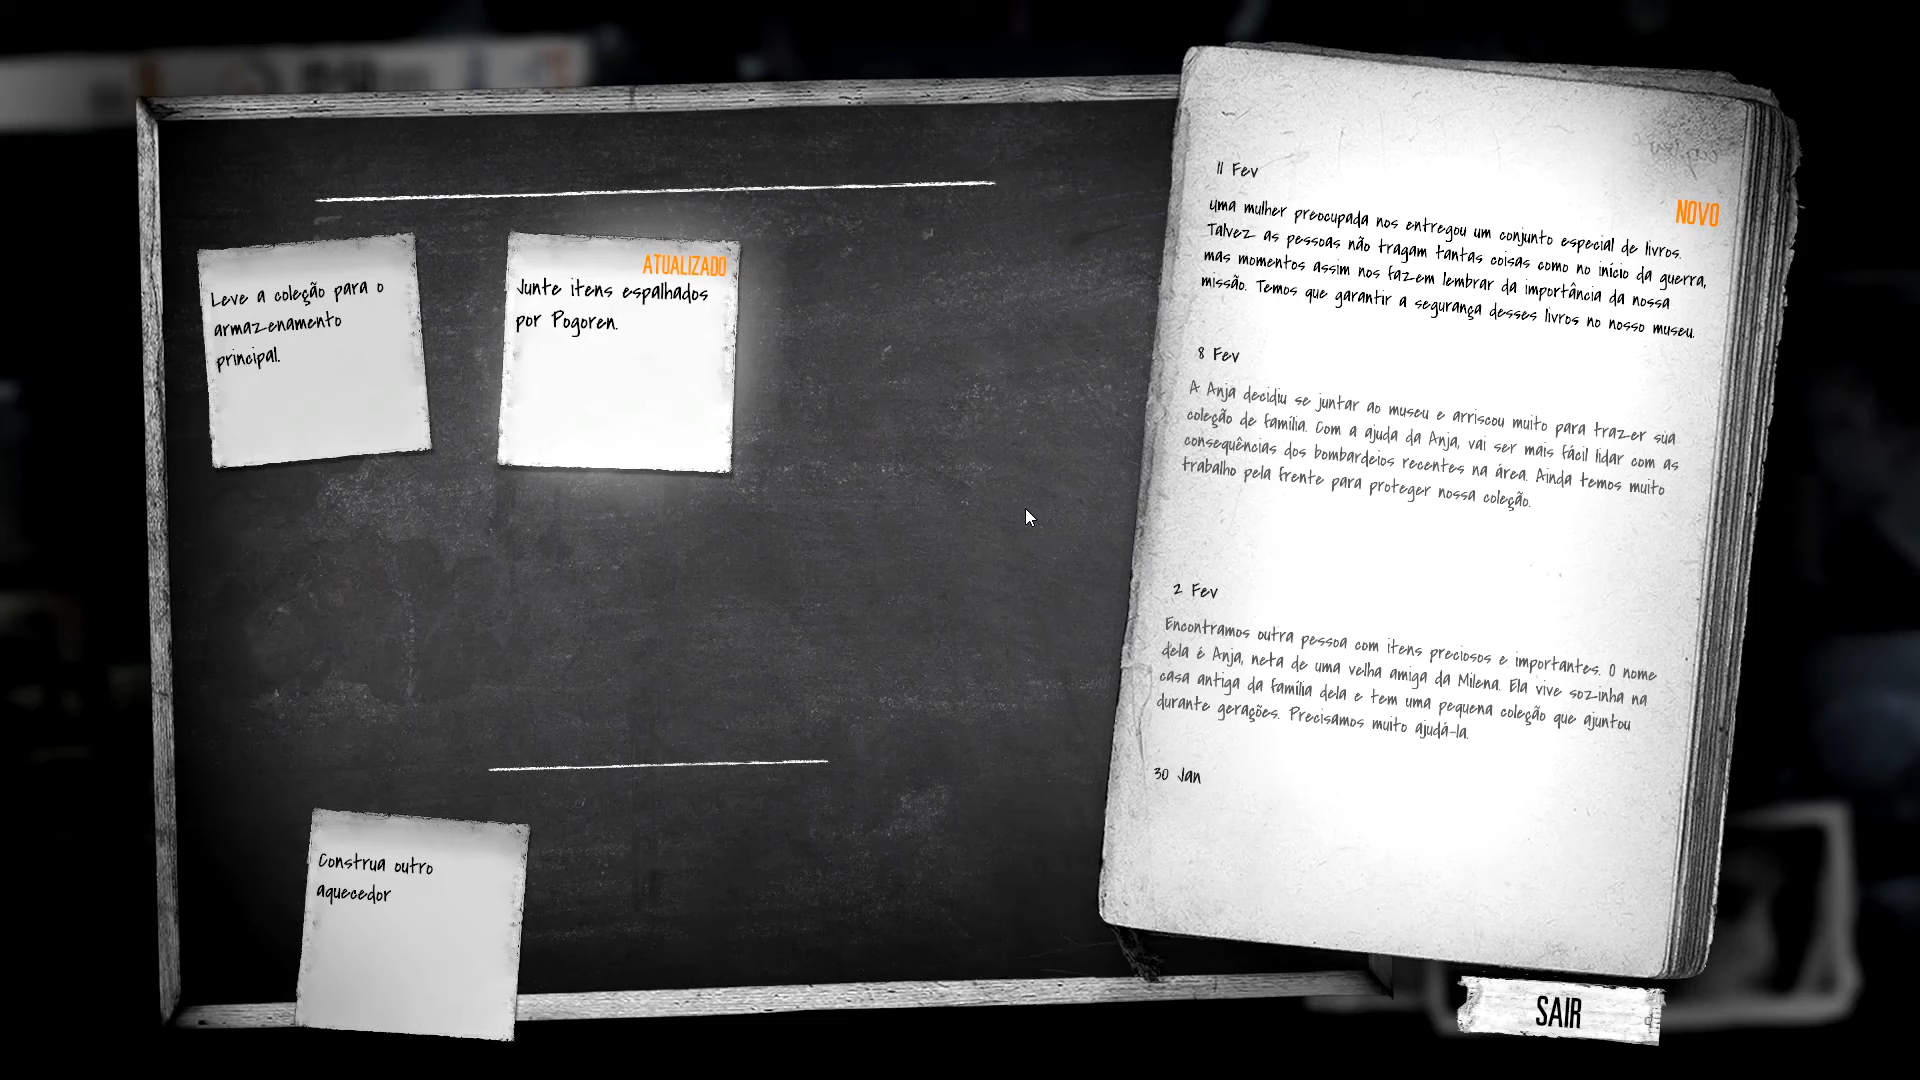 Leve a coleção para o
armazenamento
principal.
ATUALIZADO
Junte itens espalhados
por Pogoren.
Construa outro
aquecedor
11 Fev
NOVO
Uma mulher preocupada nos entregou um conjunto especial de livros.
Talvez as pessoas não tragam tantas coisas como no início da guerra,
mas momentos assim nos fazem lembrar da importância da nossa
missão. Temos que garantir a segurança desses livros no nosso museu.
8 Fev
A Anja decidiu se juntar ao museu e arriscou muito para trazer sua
coleção de família. Com a ajuda da Anja, vai ser mais fácil lidar com as
consequências dos bombardeios recentes na área. Ainda temos muito
trabalho pela frente para proteger nossa coleção.
2 Fev
Encontramos outra pessoa com itens preciosos e importantes. O nome
dela é Anja, neta de uma velha amiga da Milena. Ela vive sozinha na
casa antiga da família dela e tem uma pequena coleção que ajuntou
durante gerações. Precisamos muito ajudá-la.
30 Jan
SAIR